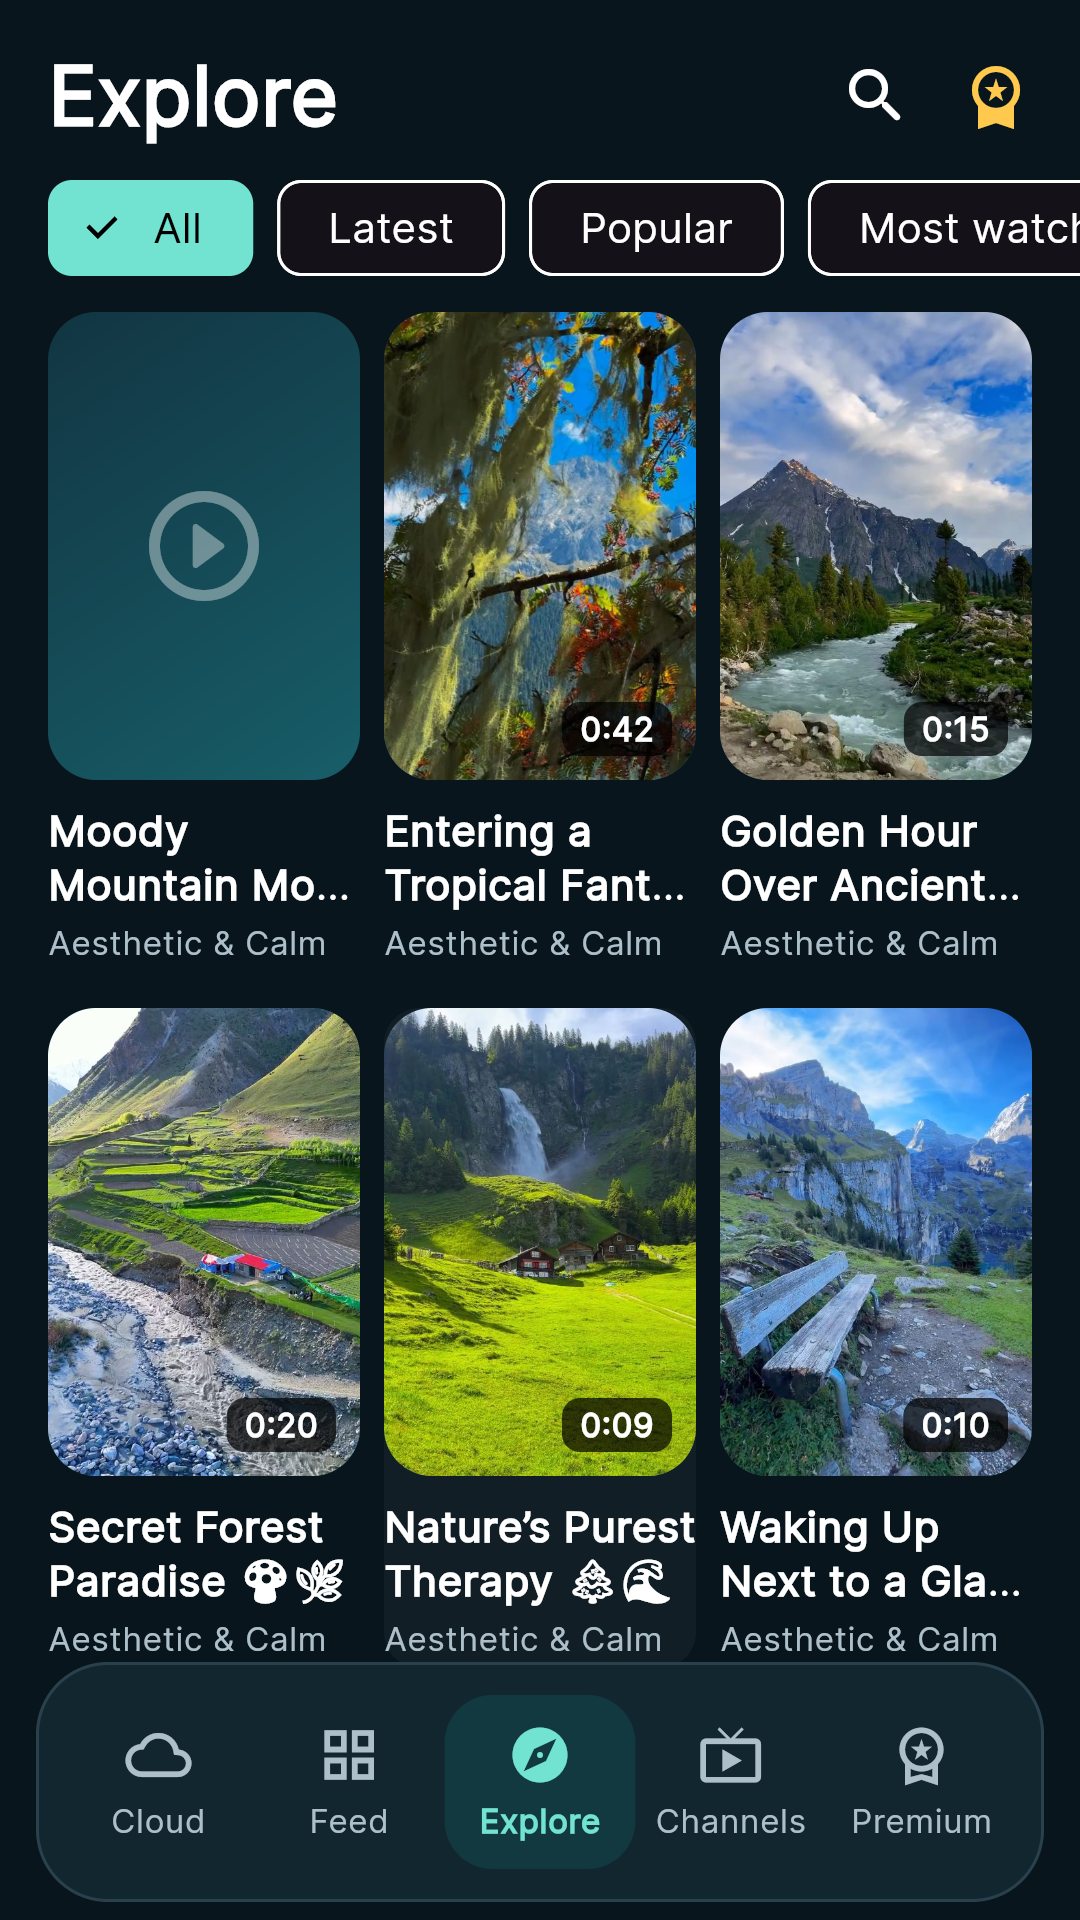 Explore
All
Latest
Popular
Most watch
0:42
0:15
Moody
Mountain Mo...
Aesthetic & Calm
Entering a
Tropical Fant...
Aesthetic & Calm
Golden Hour
Over Ancient...
Aesthetic & Calm
0:20
0:09
0:10
Secret Forest
Paradise 🍄🌿
Aesthetic & Calm
Nature’s Purest
Therapy 🌲🌊
Aesthetic & Calm
Waking Up
Next to a Gla...
Aesthetic & Calm
Cloud
Feed
Explore
Channels
Premium